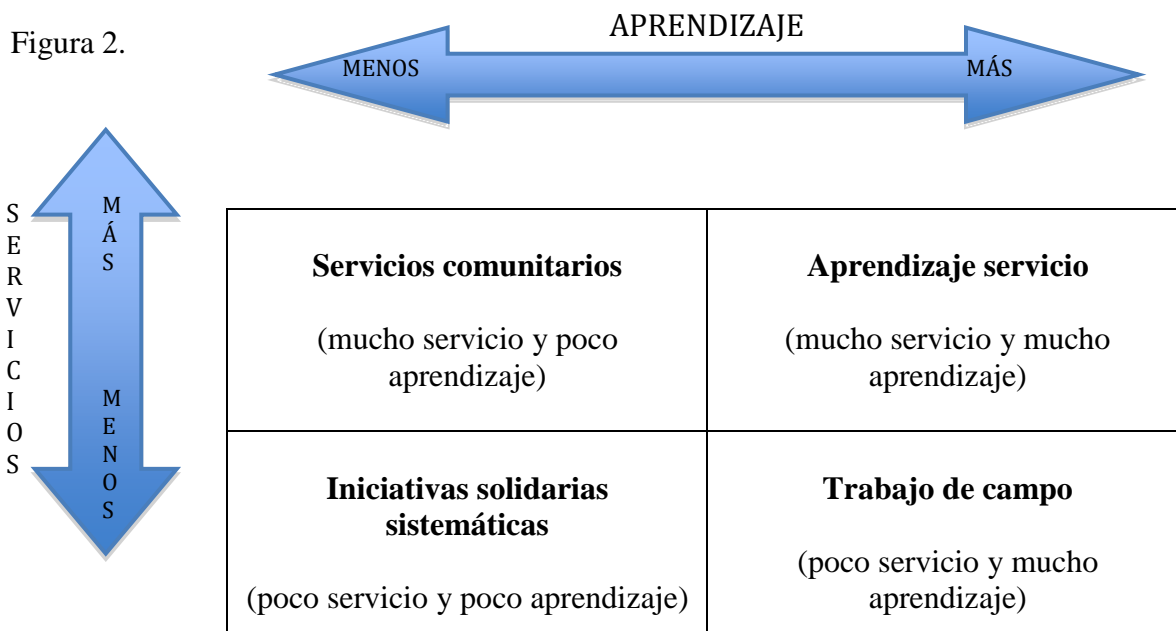 Figura 2.
APRENDIZAJE
MENOS
MÁS
SERVICIOS
MÁS
MENOS
Servicios comunitarios
(mucho servicio y poco
aprendizaje)
Aprendizaje servicio
(mucho servicio y mucho
aprendizaje)
Iniciativas solidarias
sistemáticas
(poco servicio y poco aprendizaje)
Trabajo de campo
(poco servicio y mucho
aprendizaje)